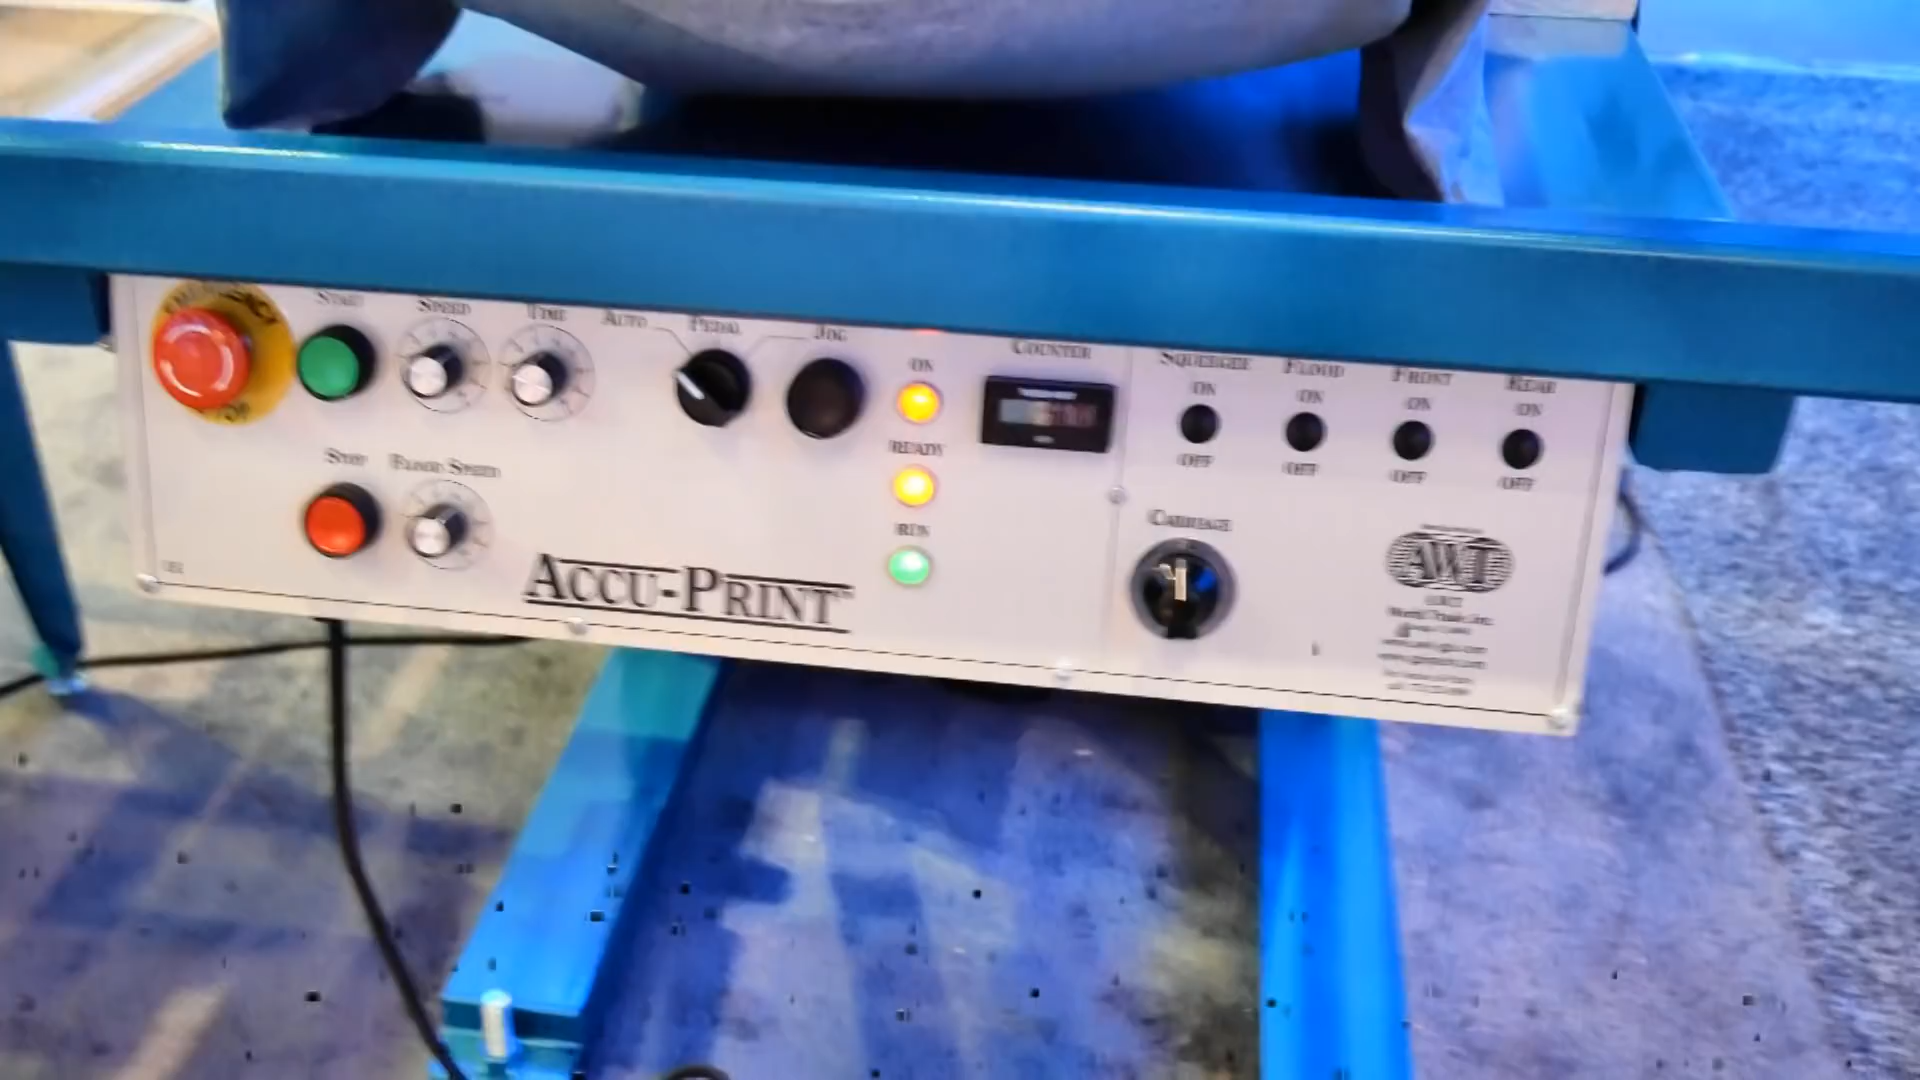 START
SPEED
TIME
AUTO
PEDAL
JOG
ON
COUNTER
SQUEEGEE
FLOOD
FRONT
REAR
ON
ON
ON
ON
OFF
OFF
OFF
OFF
READY
STOP
FLOOD SPEED
RUN
CARRIAGE
ACCU-PRINT
AWT